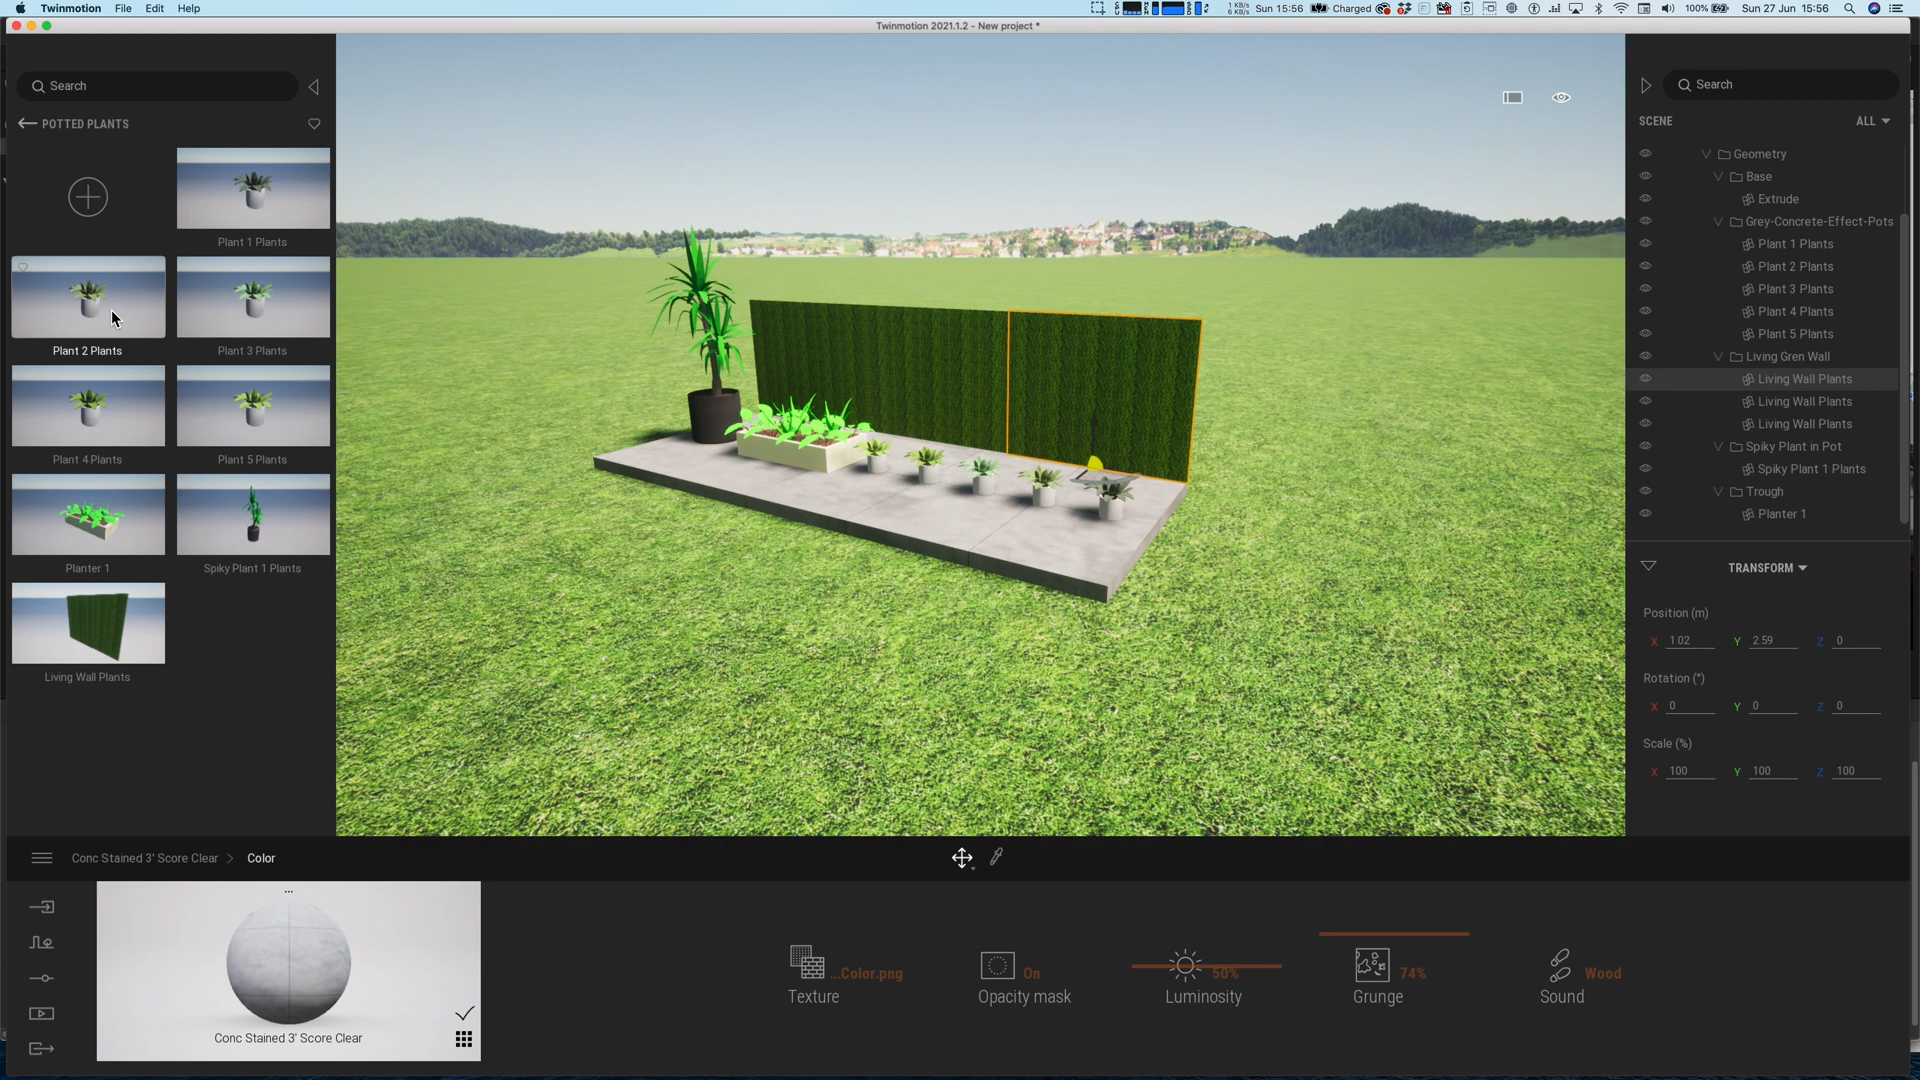 Twinmotion File Edit Help
1 KB/s
6 KB/s
Sun 15:56 Charged 100% Sun 27 Jun 15:56
Twinmotion 2021.1.2 - New project *
Search
POTTED PLANTS
Plant 1 Plants
Plant 2 Plants
Plant 3 Plants
Plant 4 Plants
Plant 5 Plants
Planter 1
Spiky Plant 1 Plants
Living Wall Plants
Search
SCENE ALL
Geometry
Base
Extrude
Grey-Concrete-Effect-Pots
Plant 1 Plants
Plant 2 Plants
Plant 3 Plants
Plant 4 Plants
Plant 5 Plants
Living Gren Wall
Living Wall Plants
Living Wall Plants
Living Wall Plants
Spiky Plant in Pot
Spiky Plant 1 Plants
Trough
Planter 1
TRANSFORM
Position (m)
X 1.02 Y 2.59 Z 0
Rotation (°)
X 0 Y 0 Z 0
Scale (%)
X 100 Y 100 Z 100
Conc Stained 3' Score Clear > Color
...
Conc Stained 3' Score Clear
...Color.png
Texture
On
Opacity mask
50%
Luminosity
74%
Grunge
Wood
Sound